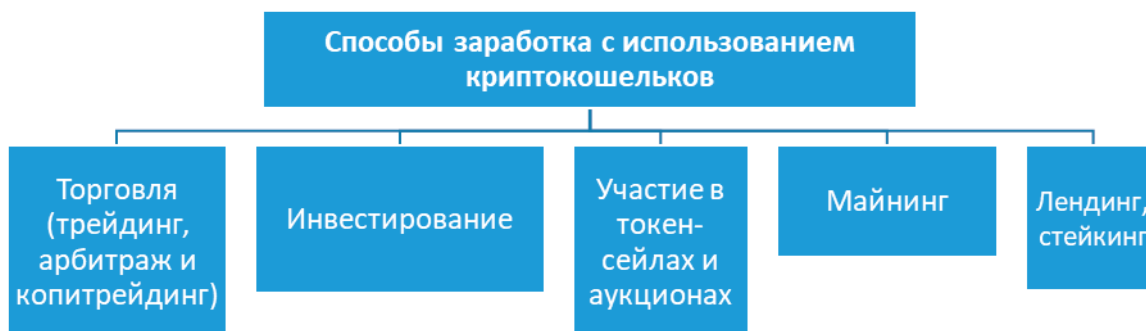 Способы заработка с использованием
криптокошельков
Торговля
(трейдинг,
арбитраж и
копитрейдинг)
Инвестирование
Участие в
токен-
сейлах и
аукционах
Майнинг
Лендинг,
стейкинг